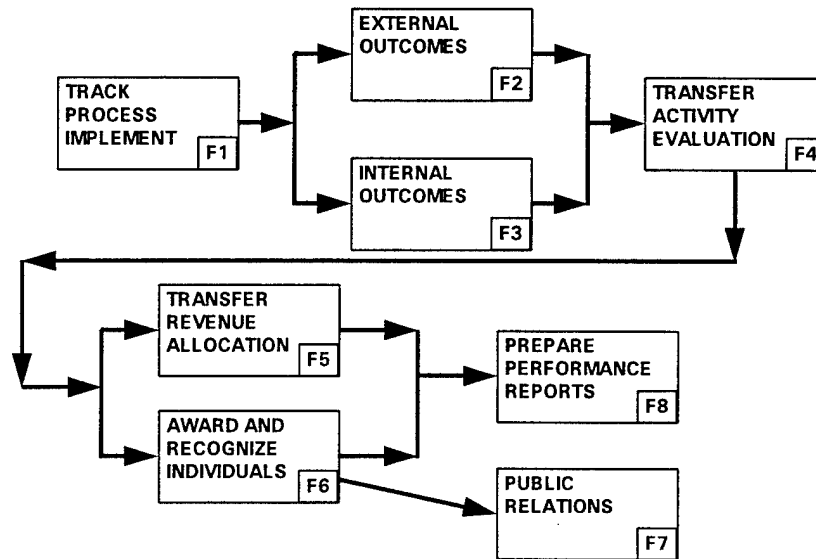 EXTERNAL
OUTCOMES
F2
TRACK
PROCESS
IMPLEMENT
F1
TRANSFER
ACTIVITY
EVALUATION
F4
INTERNAL
OUTCOMES
F3
TRANSFER
REVENUE
ALLOCATION
F5
PREPARE
PERFORMANCE
REPORTS
F8
AWARD AND
RECOGNIZE
INDIVIDUALS
F6
PUBLIC
RELATIONS
F7